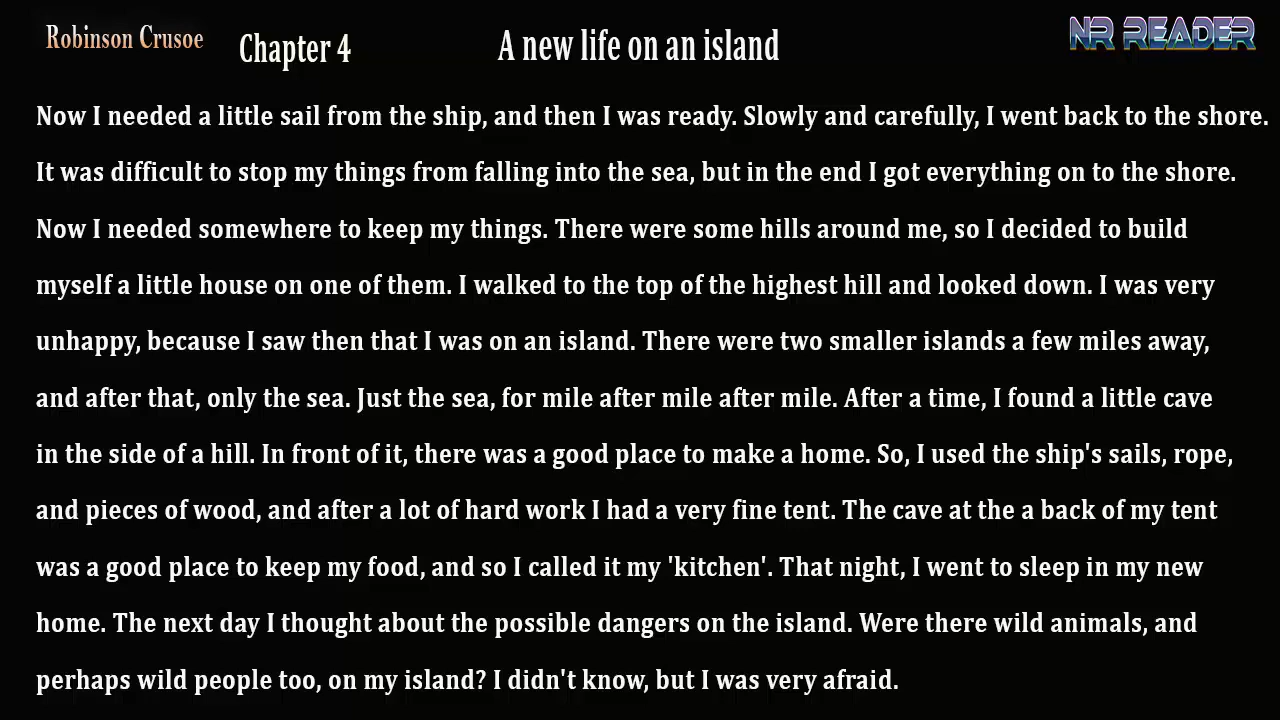 Robinson Crusoe
Chapter 4
A new life on an island
NR READER
Now I needed a little sail from the ship, and then I was ready. Slowly and carefully, I went back to the shore.
It was difficult to stop my things from falling into the sea, but in the end I got everything on to the shore.
Now I needed somewhere to keep my things. There were some hills around me, so I decided to build
myself a little house on one of them. I walked to the top of the highest hill and looked down. I was very
unhappy, because I saw then that I was on an island. There were two smaller islands a few miles away,
and after that, only the sea. Just the sea, for mile after mile after mile. After a time, I found a little cave
in the side of a hill. In front of it, there was a good place to make a home. So, I used the ship's sails, rope,
and pieces of wood, and after a lot of hard work I had a very fine tent. The cave at the a back of my tent
was a good place to keep my food, and so I called it my 'kitchen'. That night, I went to sleep in my new
home. The next day I thought about the possible dangers on the island. Were there wild animals, and
perhaps wild people too, on my island? I didn't know, but I was very afraid.